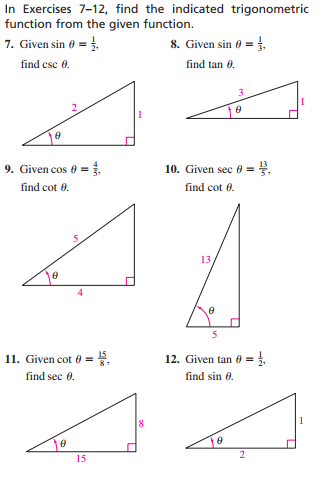 In Exercises 7–12, find the indicated trigonometric
function from the given function.
7. Given sin θ = 1/2,
find csc θ.
2
1
θ
8. Given sin θ = 1/3,
find tan θ.
3
1
θ
9. Given cos θ = 4/5,
find cot θ.
5
θ
4
10. Given sec θ = 13/5,
find cot θ.
13
θ
5
11. Given cot θ = 15/8,
find sec θ.
8
θ
15
12. Given tan θ = 1/2,
find sin θ.
1
θ
2